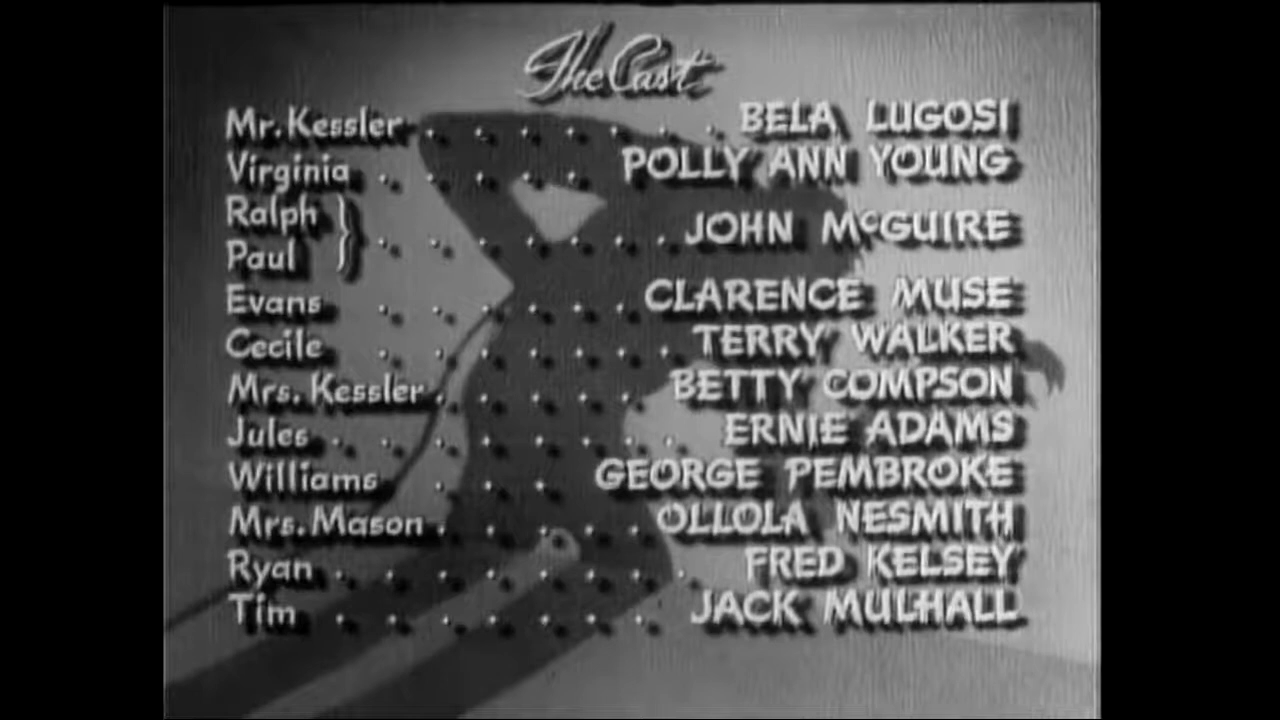 The Cast
Mr. Kessler . . . . . . . BELA LUGOSI
Virginia . . . . . POLLY ANN YOUNG
Ralph
Paul } . . . . . . . JOHN McGUIRE
Evans . . . . . . CLARENCE MUSE
Cecile . . . . . . . TERRY WALKER
Mrs. Kessler . . . . . BETTY COMPSON
Jules . . . . . . . . ERNIE ADAMS
Williams . . . GEORGE PEMBROKE
Mrs. Mason . . . . . OLLOLA NESMITH
Ryan . . . . . . . . FRED KELSEY
Tim . . . . . . . JACK MULHALL